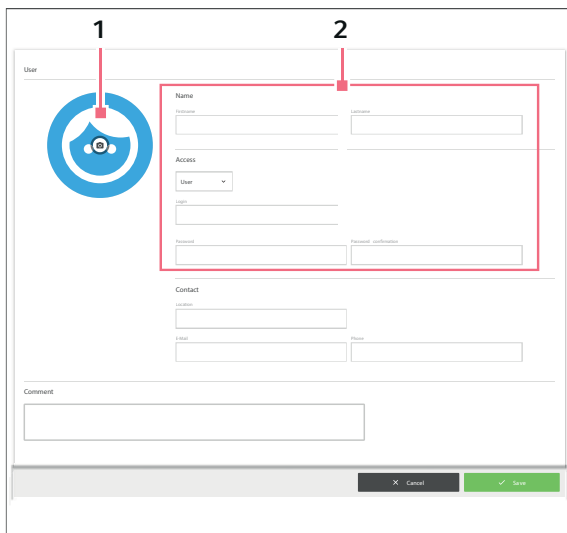 1 2
User
Name
Firstname Lastname
Access
User
Login
Password Password confirmation
Contact
Location
E-Mail Phone
Comment
Cancel Save